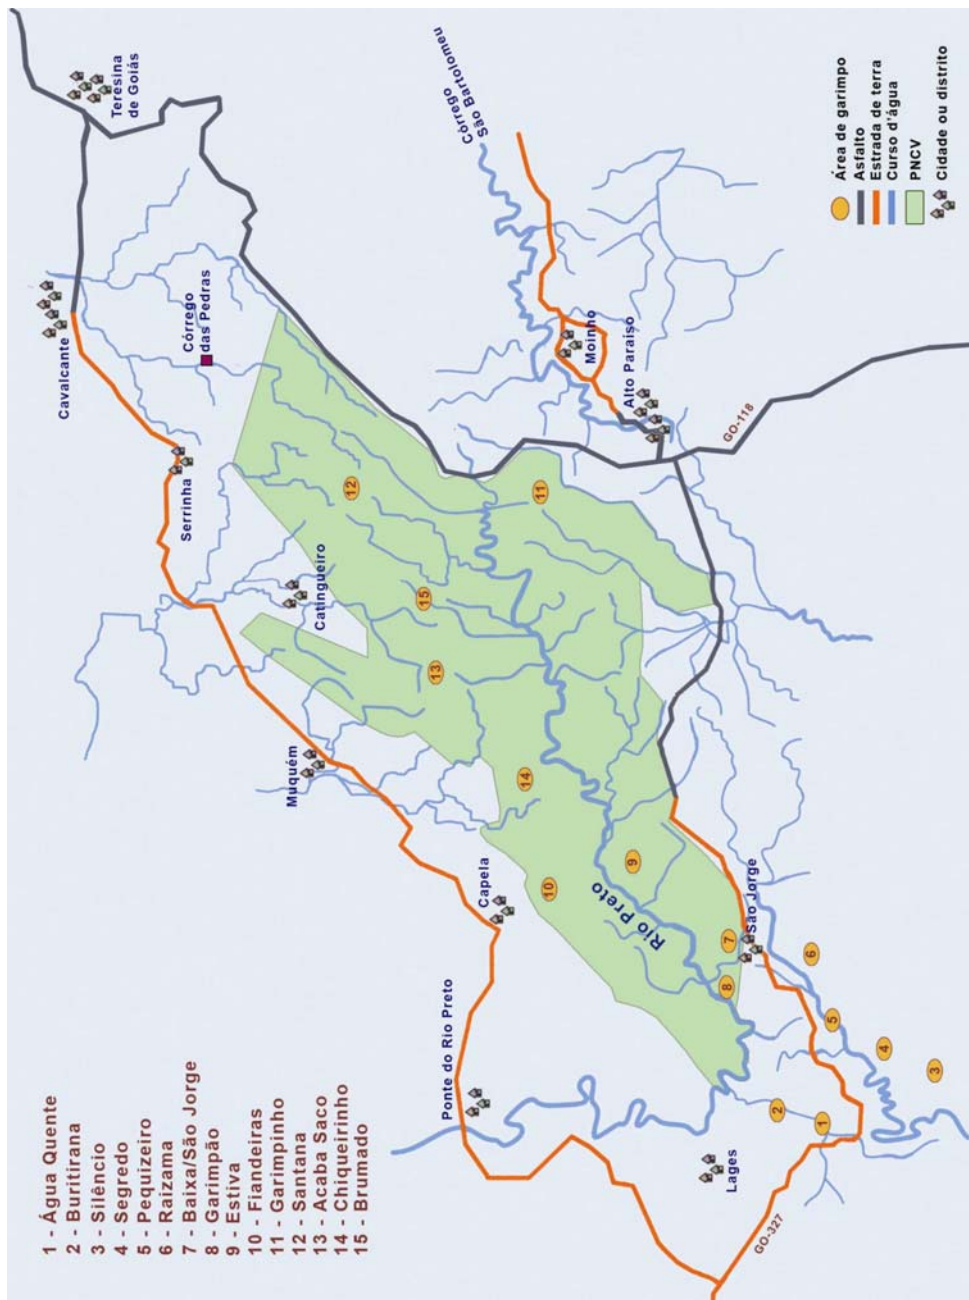 1 - Água Quente
2 - Buritirana
3 - Silêncio
4 - Segredo
5 - Pequizeiro
6 - Raizama
7 - Baixa/São Jorge
8 - Garimpão
9 - Estiva
10 - Fiandeiras
11 - Garimpinho
12 - Santana
13 - Acaba Saco
14 - Chiqueirinho
15 - Brumado
Ponte do Rio Preto
Capela
Muquém
Catingueiro
Serrinha
Cavalcante
Córrego
das Pedras
Teresina
de Goiás
Córrego
São Bartolomeu
Moinho
Alto Paraíso
GO-118
Rio Preto
São Jorge
Lages
GO-327
1
2
3
4
5
6
7
8
9
10
11
12
13
14
15
Área de garimpo
Asfalto
Estrada de terra
Curso d'água
PNCV
Cidade ou distrito